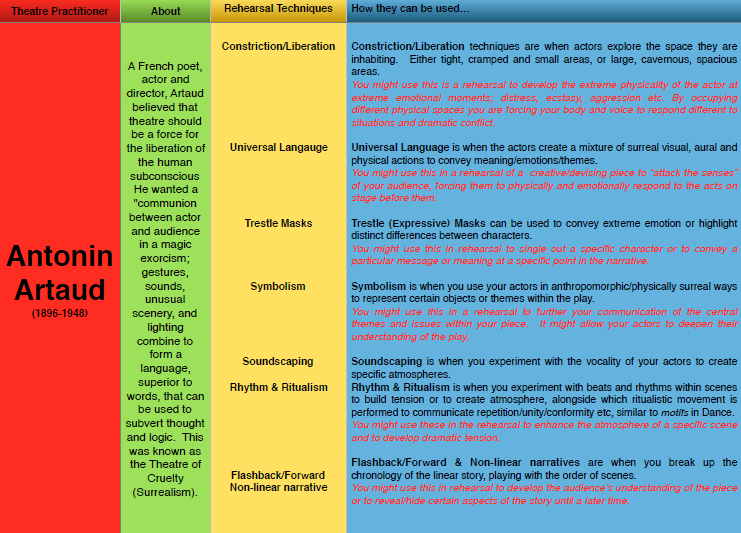 Theatre Practitioner
About
Rehearsal Techniques
How they can be used…
Antonin
Artaud
(1896-1948)
A French poet,
actor and
director, Artaud
believed that
theatre should
be a force for
the liberation of
the human
subconscious
He wanted a
"communion
between actor
and audience
in a magic
exorcism;
gestures,
sounds,
unusual
scenery, and
lighting
combine to
form a
language,
superior to
words, that can
be used to
subvert thought
and logic. This
was known as
the Theatre of
Cruelty
(Surrealism).
Constriction/Liberation
Constriction/Liberation techniques are when actors explore the space they are
inhabiting. Either tight, cramped and small areas, or large, cavernous, spacious
areas.
You might use this is a rehearsal to develop the extreme physicality of the actor at
extreme emotional moments; distress, ecstasy, aggression etc. By occupying
different physical spaces you are forcing your body and voice to respond different to
situations and dramatic conflict.
Universal Langauge
Universal Language is when the actors create a mixture of surreal visual, aural and
physical actions to convey meaning/emotions/themes.
You might use this in a rehearsal of a creative/devising piece to "attack the senses"
of your audience, forcing them to physically and emotionally respond to the acts on
stage before them.
Trestle Masks
Trestle (Expressive) Masks can be used to convey extreme emotion or highlight
distinct differences between characters.
You might use this in rehearsal to single out a specific character or to convey a
particular message or meaning at a specific point in the narrative.
Symbolism
Symbolism is when you use your actors in anthropomorphic/physically surreal ways
to represent certain objects or themes within the play.
You might use this in a rehearsal to further your communication of the central
themes and issues within your piece. It might allow your actors to deepen their
understanding of the play.
Soundscaping
Soundscaping is when you experiment with the vocality of your actors to create
specific atmospheres.
Rhythm & Ritualism
Rhythm & Ritualism is when you experiment with beats and rhythms within scenes
to build tension or to create atmosphere, alongside which ritualistic movement is
performed to communicate repetition/unity/conformity etc, similar to motifs in Dance.
You might use these in the rehearsal to enhance the atmosphere of a specific scene
and to develop dramatic tension.
Flashback/Forward
Non-linear narrative
Flashback/Forward & Non-linear narratives are when you break up the
chronology of the linear story, playing with the order of scenes.
You might use this in rehearsal to develop the audience's understanding of the piece
or to reveal/hide certain aspects of the story until a later time.